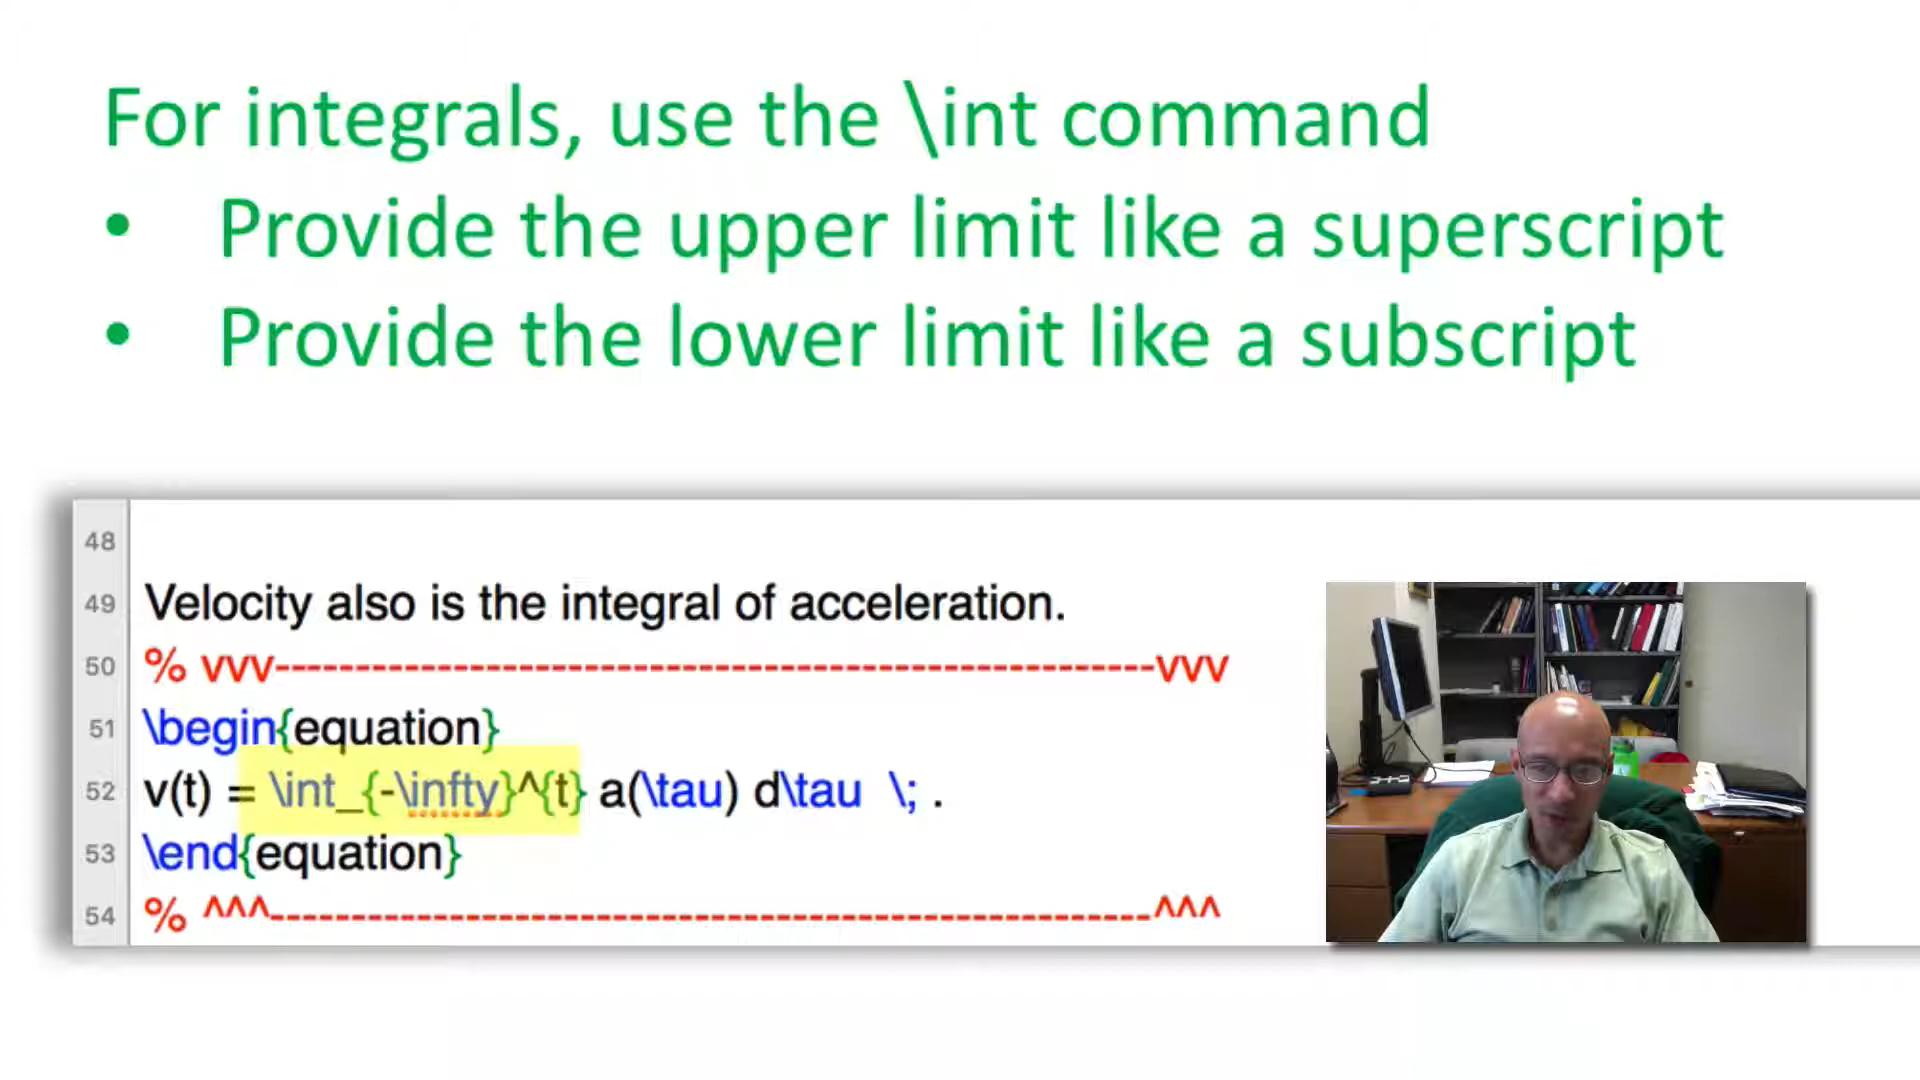 For integrals, use the \int command
• Provide the upper limit like a superscript
• Provide the lower limit like a subscript
48
49 Velocity also is the integral of acceleration.
50 % vvv-------------------------------------------------------vvv
51 \begin{equation}
52 v(t) = \int_{-\infty}^{t} a(\tau) d\tau \; .
53 \end{equation}
54 % ^^^-------------------------------------------------------^^^